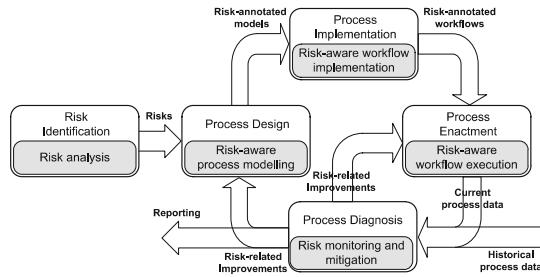 Risk-annotated
models
Process
Implementation
Risk-aware workflow
implementation
Risk-annotated
workflows
Risk
Identification
Risk analysis
Risks
Process Design
Risk-aware
process modelling
Process
Enactment
Risk-aware
workflow execution
Risk-related
Improvements
Current
process data
Reporting
Process Diagnosis
Risk monitoring and
mitigation
Risk-related
Improvements
Historical
process data